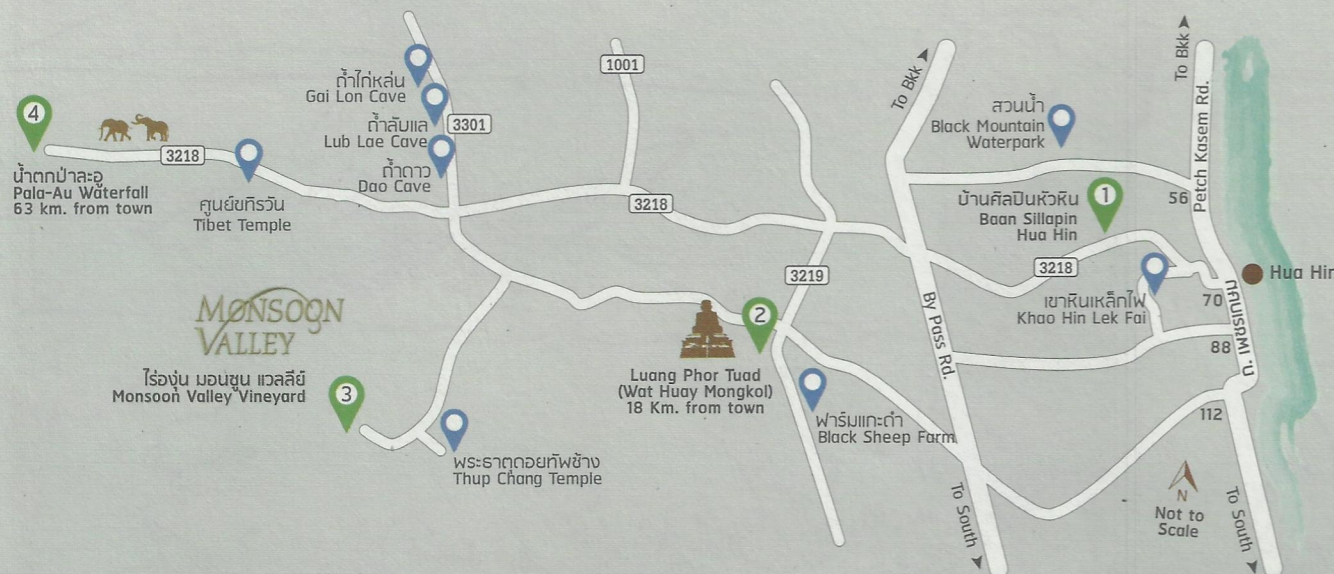 4
น้ำตกป่าละอู
Pala-Au Waterfall
63 km. from town
3218
ศูนย์ขทิรวัน
Tibet Temple
ถ้ำไก่หล่น
Gai Lon Cave
ถ้ำลับแล
Lub Lae Cave
ถ้ำดาว
Dao Cave
3301
1001
3218
MONSOON
VALLEY
ไร่องุ่น มอนซูน แวลลีย์
Monsoon Valley Vineyard
3
พระธาตุดอยทัพช้าง
Thup Chang Temple
2
Luang Phor Tuad
(Wat Huay Mongkol)
18 Km. from town
3219
ฟาร์มแกะดำ
Black Sheep Farm
To Bkk
By Pass Rd.
To South
สวนน้ำ
Black Mountain
Waterpark
1
บ้านศิลปินหัวหิน
Baan Sillapin
Hua Hin
3218
เขาหินเหล็กไฟ
Khao Hin Lek Fai
To Bkk
Petch Kasem Rd.
56
70
88
112
ถ.เพชรเกษม
Hua Hin
N
Not to
Scale
To South